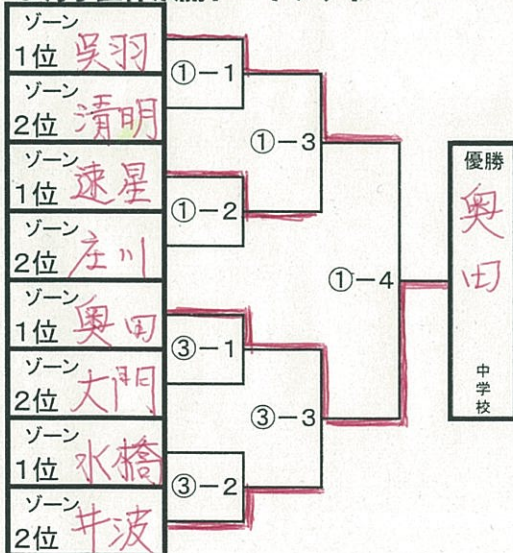 ゾーン
1位 呉羽
ゾーン
2位 清明
ゾーン
1位 速星
ゾーン
2位 庄川
ゾーン
1位 奥田
ゾーン
2位 大門
ゾーン
1位 水橋
ゾーン
2位 井波
①－1
①－2
③－1
③－2
①－3
③－3
①－4
優勝
奥田
中学校